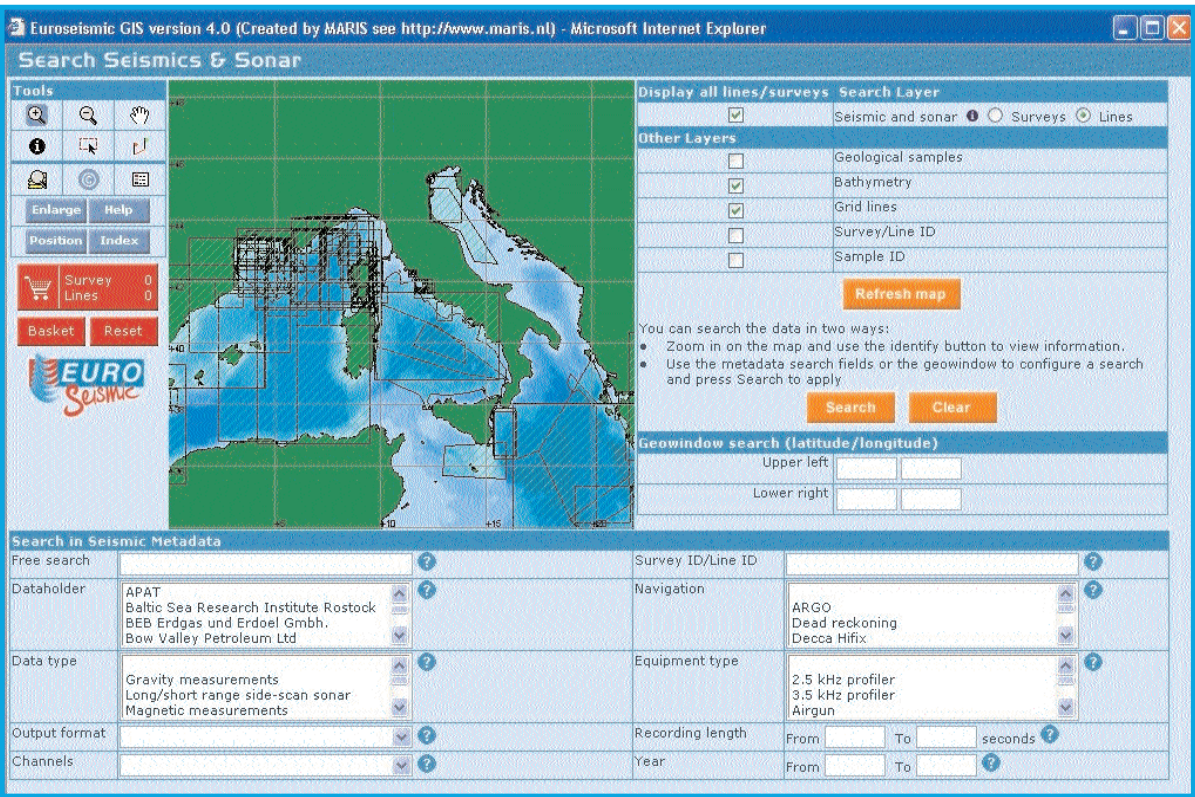 Euroseismic GIS version 4.0 (Created by MARIS see http://www.maris.nl) - Microsoft Internet Explorer
Search Seismics & Sonar
Tools
Enlarge Help
Position Index
Survey 0
Lines 0
Basket Reset
EURO
Seismic
+5 +10 +15 +20
Display all lines/surveys Search Layer
Seismic and sonar Surveys Lines
Other Layers
Geological samples
Bathymetry
Grid lines
Survey/Line ID
Sample ID
Refresh map
You can search the data in two ways:
• Zoom in on the map and use the identify button to view information.
• Use the metadata search fields or the geowindow to configure a search
and press Search to apply
Search Clear
Geowindow search (latitude/longitude)
Upper left
Lower right
Search in Seismic Metadata
Free search ?
Survey ID/Line ID ?
Dataholder ?
APAT
Baltic Sea Research Institute Rostock
BEB Erdgas und Erdoel Gmbh.
Bow Valley Petroleum Ltd
Navigation ?
ARGO
Dead reckoning
Decca Hifix
Data type ?
Gravity measurements
Long/short range side-scan sonar
Magnetic measurements
Equipment type ?
2.5 kHz profiler
3.5 kHz profiler
Airgun
Output format ?
Recording length From To seconds ?
Channels ?
Year From To ?